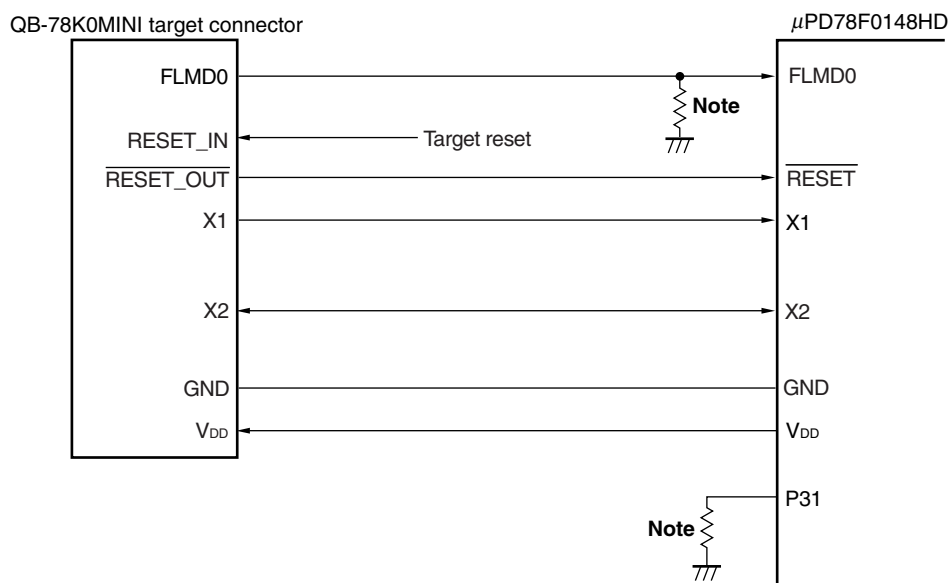 QB-78K0MINI target connector
μPD78F0148HD
FLMD0
FLMD0
Note
RESET_IN
Target reset
RESET_OUT
RESET
X1
X1
X2
X2
GND
GND
VDD
VDD
P31
Note